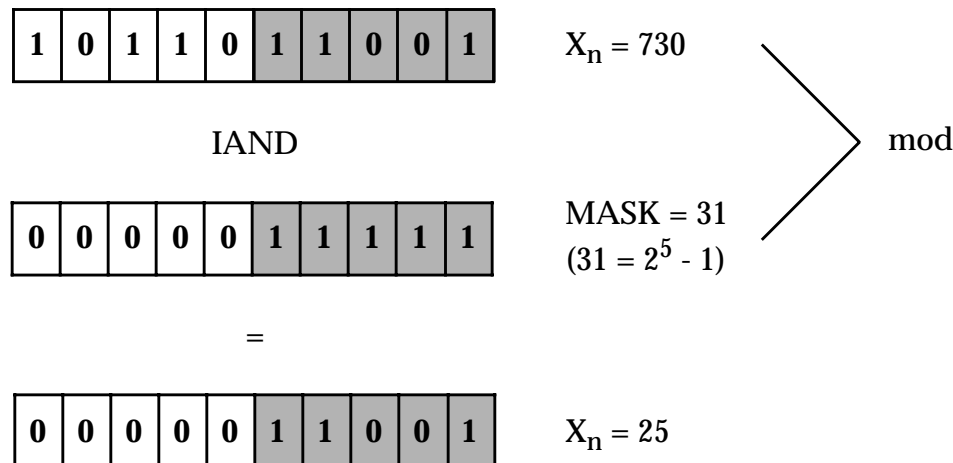 1 0 1 1 0 1 1 0 0 1 Xn = 730
IAND
mod
0 0 0 0 0 1 1 1 1 1 MASK = 31
(31 = 2^5 - 1)
=
0 0 0 0 0 1 1 0 0 1 Xn = 25